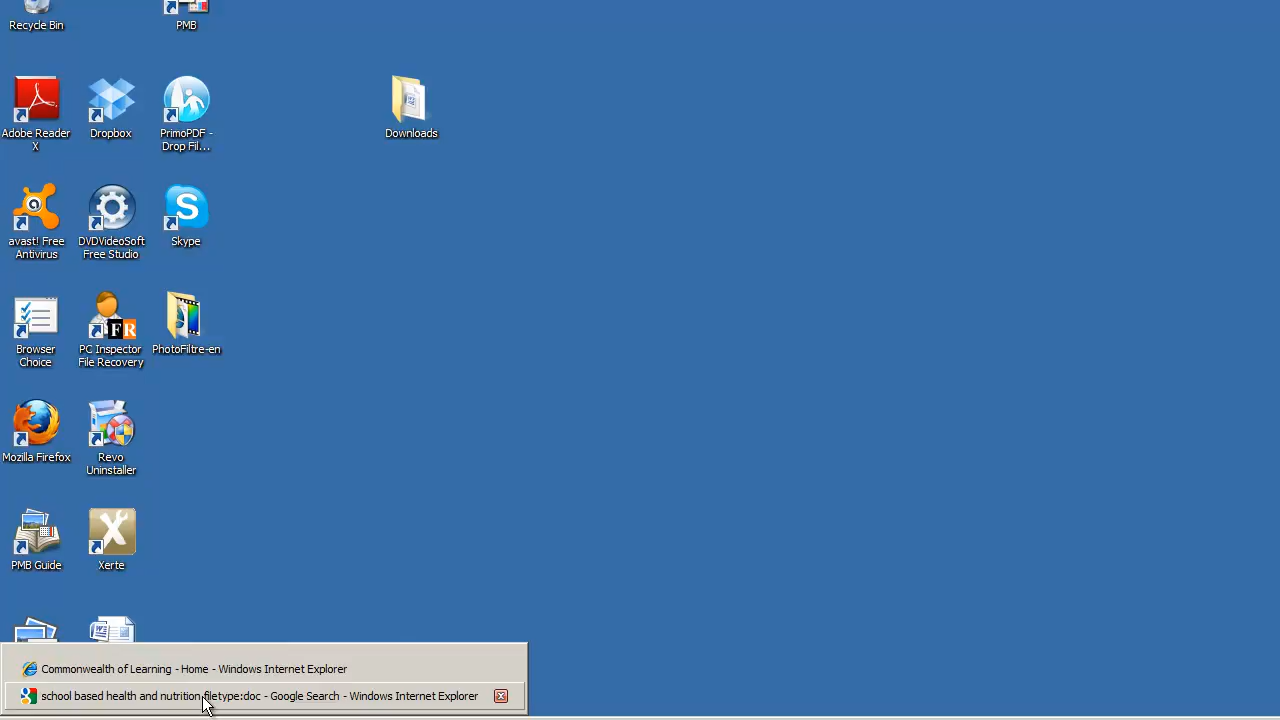 Recycle Bin
PMB
Adobe Reader
X
Dropbox
PrimoPDF -
Drop Fil...
Downloads
avast! Free
Antivirus
DVDVideoSoft
Free Studio
Skype
Browser
Choice
PC Inspector
File Recovery
PhotoFiltre-en
Mozilla Firefox
Revo
Uninstaller
PMB Guide
Xerte
Commonwealth of Learning - Home - Windows Internet Explorer
school based health and nutrition filetype:doc - Google Search - Windows Internet Explorer